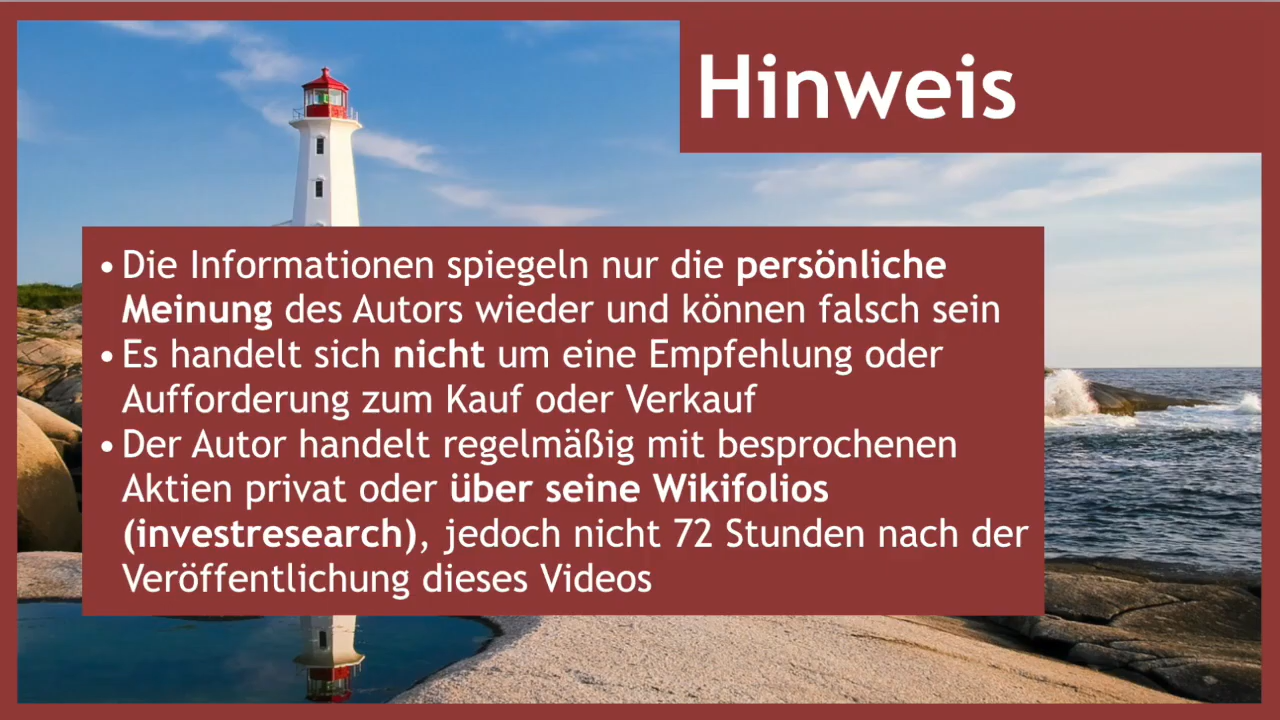 Hinweis
• Die Informationen spiegeln nur die persönliche
Meinung des Autors wieder und können falsch sein
• Es handelt sich nicht um eine Empfehlung oder
Aufforderung zum Kauf oder Verkauf
• Der Autor handelt regelmäßig mit besprochenen
Aktien privat oder über seine Wikifolios
(investresearch), jedoch nicht 72 Stunden nach der
Veröffentlichung dieses Videos